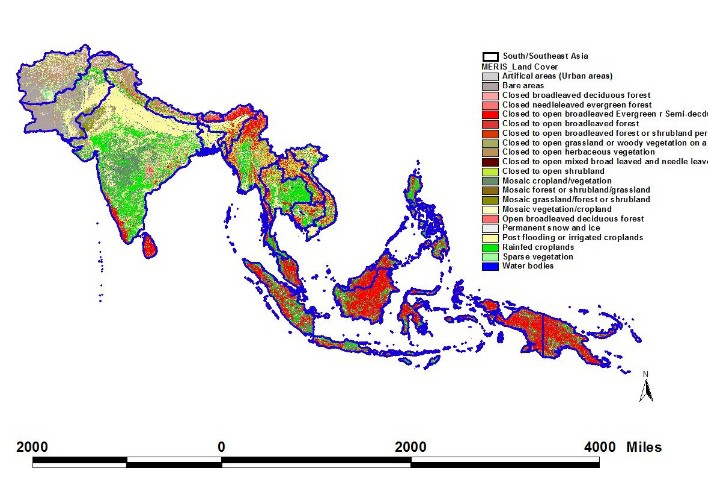 South/Southeast Asia
MERIS_Land Cover
Artifical areas (Urban areas)
Bare areas
Closed broadleaved deciduous forest
Closed needleleaved evergreen forest
Closed to open broadleaved Evergreen r Semi-decdu
Closed to open broadleaved forest
Closed to open broadleaved forest or shrubland per
Closed to open grassland or woody vegetation on a
Closed to open herbaceous vegetation
Closed to open mixed broad leaved and needle leave
Closed to open shrubland
Mosaic cropland/vegetation
Mosaic forest or shrubland/grassland
Mosaic grassland/forest or shrubland
Mosaic vegetation/cropland
Open broadleaved deciduous forest
Permanent snow and ice
Post flooding or irrigated croplands
Rainfed croplands
Sparse vegetation
Water bodies
N
2000 0 2000 4000 Miles